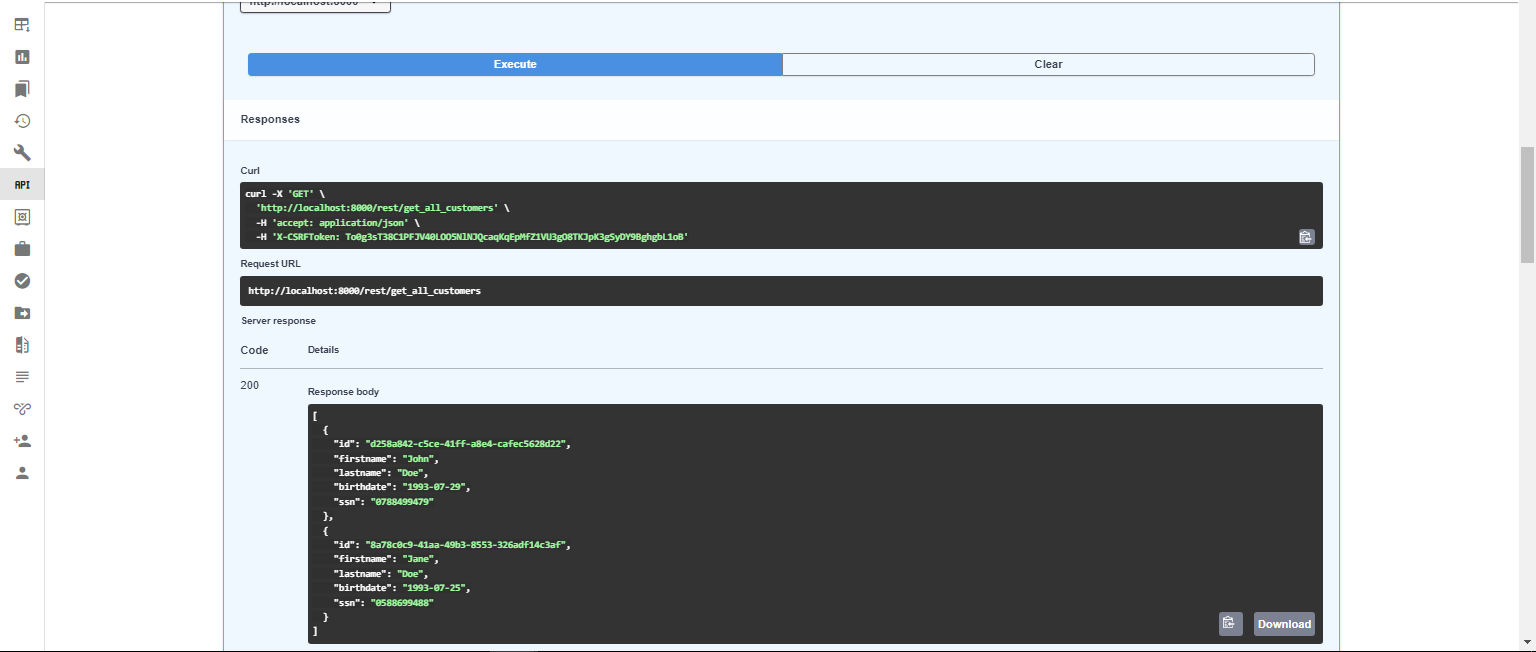 http://localhost:8000
Execute
Clear
Responses
Curl
curl -X 'GET' \
'http://localhost:8000/rest/get_all_customers' \
-H 'accept: application/json' \
-H 'X-CSRFToken: To0g3sT38C1PFJV40LOO5NlNJQcaqKqEpMfZ1VU3gO8TKJpK3gSyDY9BghgbL1oB'
Request URL
http://localhost:8000/rest/get_all_customers
Server response
Code
Details
200
Response body
[
{
"id": "d258a842-c5ce-41ff-a8e4-cafec5628d22",
"firstname": "John",
"lastname": "Doe",
"birthdate": "1993-07-29",
"ssn": "0788499479"
},
{
"id": "8a78c0c9-41aa-49b3-8553-326adf14c3af",
"firstname": "Jane",
"lastname": "Doe",
"birthdate": "1993-07-25",
"ssn": "0588699488"
}
]
Download
API